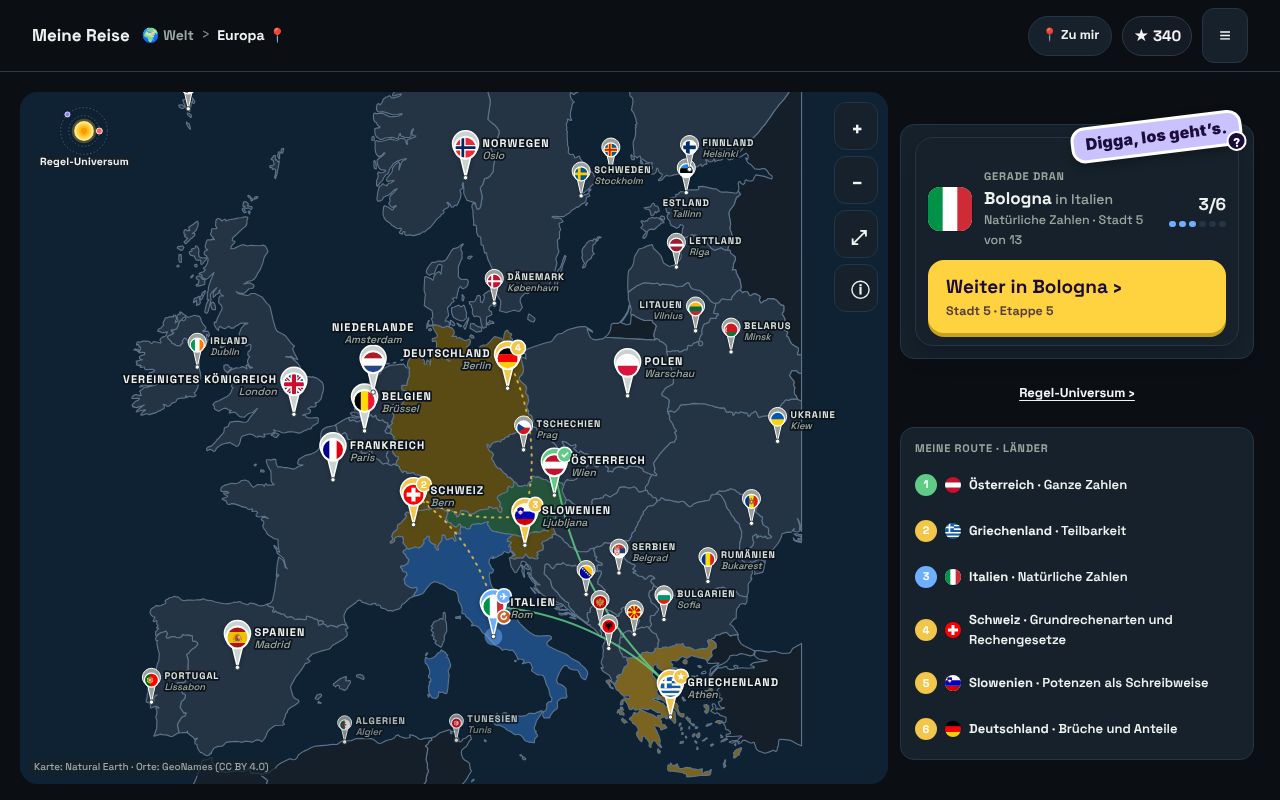 Meine Reise 🌍 Welt > Europa 📍
📍 Zu mir
★ 340
≡
Regel-Universum
+
−
NORWEGEN
Oslo
SCHWEDEN
Stockholm
FINNLAND
Helsinki
ESTLAND
Tallinn
LETTLAND
Riga
DÄNEMARK
København
LITAUEN
Vilnius
BELARUS
Minsk
IRLAND
Dublin
NIEDERLANDE
Amsterdam
DEUTSCHLAND
Berlin
4
POLEN
Warschau
VEREINIGTES KÖNIGREICH
London
BELGIEN
Brüssel
TSCHECHIEN
Prag
UKRAINE
Kiew
FRANKREICH
Paris
ÖSTERREICH
Wien
SCHWEIZ
Bern
2
SLOWENIEN
Ljubljana
3
SERBIEN
Belgrad
RUMÄNIEN
Bukarest
BULGARIEN
Sofia
ITALIEN
Rom
SPANIEN
Madrid
PORTUGAL
Lissabon
GRIECHENLAND
Athen
ALGERIEN
Algier
TUNESIEN
Tunis
Karte: Natural Earth · Orte: GeoNames (CC BY 4.0)
Digga, los geht's.
?
GERADE DRAN
Bologna in Italien
Natürliche Zahlen · Stadt 5
von 13
3/6
Weiter in Bologna >
Stadt 5 · Etappe 5
Regel-Universum >
MEINE ROUTE · LÄNDER
1 Österreich · Ganze Zahlen
2 Griechenland · Teilbarkeit
3 Italien · Natürliche Zahlen
4 Schweiz · Grundrechenarten und
Rechengesetze
5 Slowenien · Potenzen als Schreibweise
6 Deutschland · Brüche und Anteile